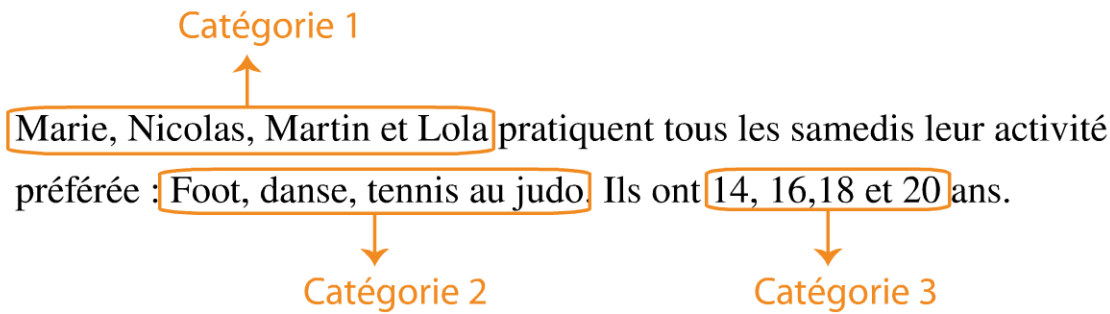 Catégorie 1
Marie, Nicolas, Martin et Lola pratiquent tous les samedis leur activité
préférée : Foot, danse, tennis au judo. Ils ont 14, 16,18 et 20 ans.
Catégorie 2 Catégorie 3